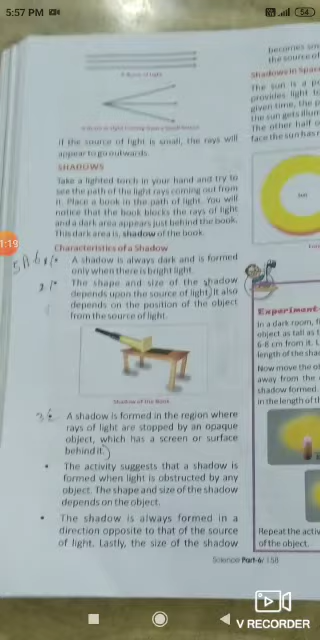 5:57 PM
54
A Beam of light
if the source of light is small, the rays will
appear to go outwards.
SHADOWS
Take a lighted torch in your hand and try to
see the path of the light rays coming out from
it. Place a book in the path of light. You will
notice that the book blocks the rays of light
and a dark area appears just behind the book.
This dark area is, shadow of the book.
1:19
Characteristics of a Shadow
• A shadow is always dark and is formed
only when there is bright light.
• The shape and size of the shadow
depends upon the source of light. It also
depends on the position of the object
from the source of light.
Shadow of the Book
A shadow is formed in the region where
rays of light are stopped by an opaque
object, which has a screen or surface
behind it.
• The activity suggests that a shadow is
formed when light is obstructed by any
object. The shape and size of the shadow
depends on the object.
• The shadow is always formed in a
direction opposite to that of the source
of light. Lastly, the size of the shadow
Science Part-6/158
becomes
the source of
Shadows in Space
The sun is a
provides light to
given time, the
the sun gets
The other half
face the sun has
Experiment
In a dark room,
object as tall as
6-8 cm from it.
length of the
Now move the
away from the
shadow formed
in the length of
Repeat the
of the object.
V RECORDER